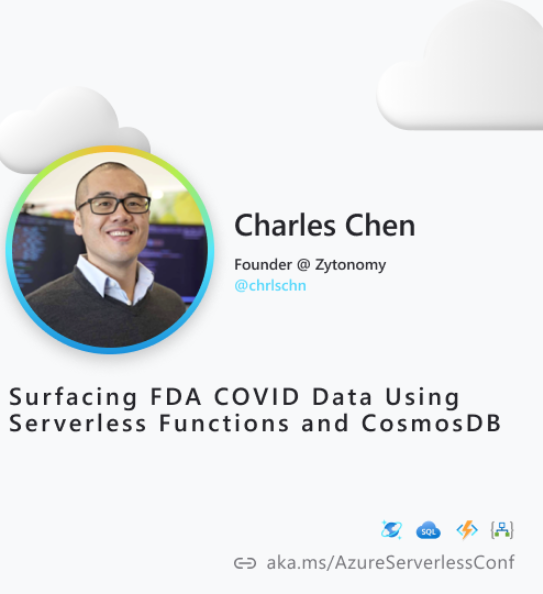 Charles Chen
Founder @ Zytonomy
@chrlschn
Surfacing FDA COVID Data Using
Serverless Functions and CosmosDB
SQL
aka.ms/AzureServerlessConf